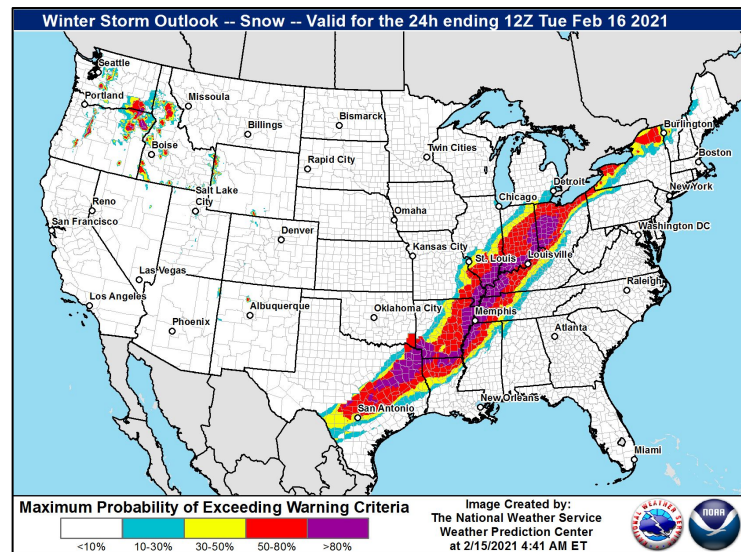 Winter Storm Outlook -- Snow -- Valid for the 24h ending 12Z Tue Feb 16 2021
Seattle
Portland
Missoula
Billings
Bismarck
Boise
Rapid City
Twin Cities
Burlington
Boston
Detroit
New York
Reno
Salt Lake
City
Chicago
San Francisco
Denver
Omaha
Washington DC
Kansas City
St. Louis
Louisville
Las Vegas
Raleigh
Los Angeles
Albuquerque
Oklahoma City
Memphis
Phoenix
Atlanta
San Antonio
New Orleans
Miami
Maximum Probability of Exceeding Warning Criteria
<10%
10-30%
30-50%
50-80%
>80%
Image Created by:
The National Weather Service
Weather Prediction Center
at 2/15/2021 4:41 AM ET
NATIONAL WEATHER SERVICE
NOAA